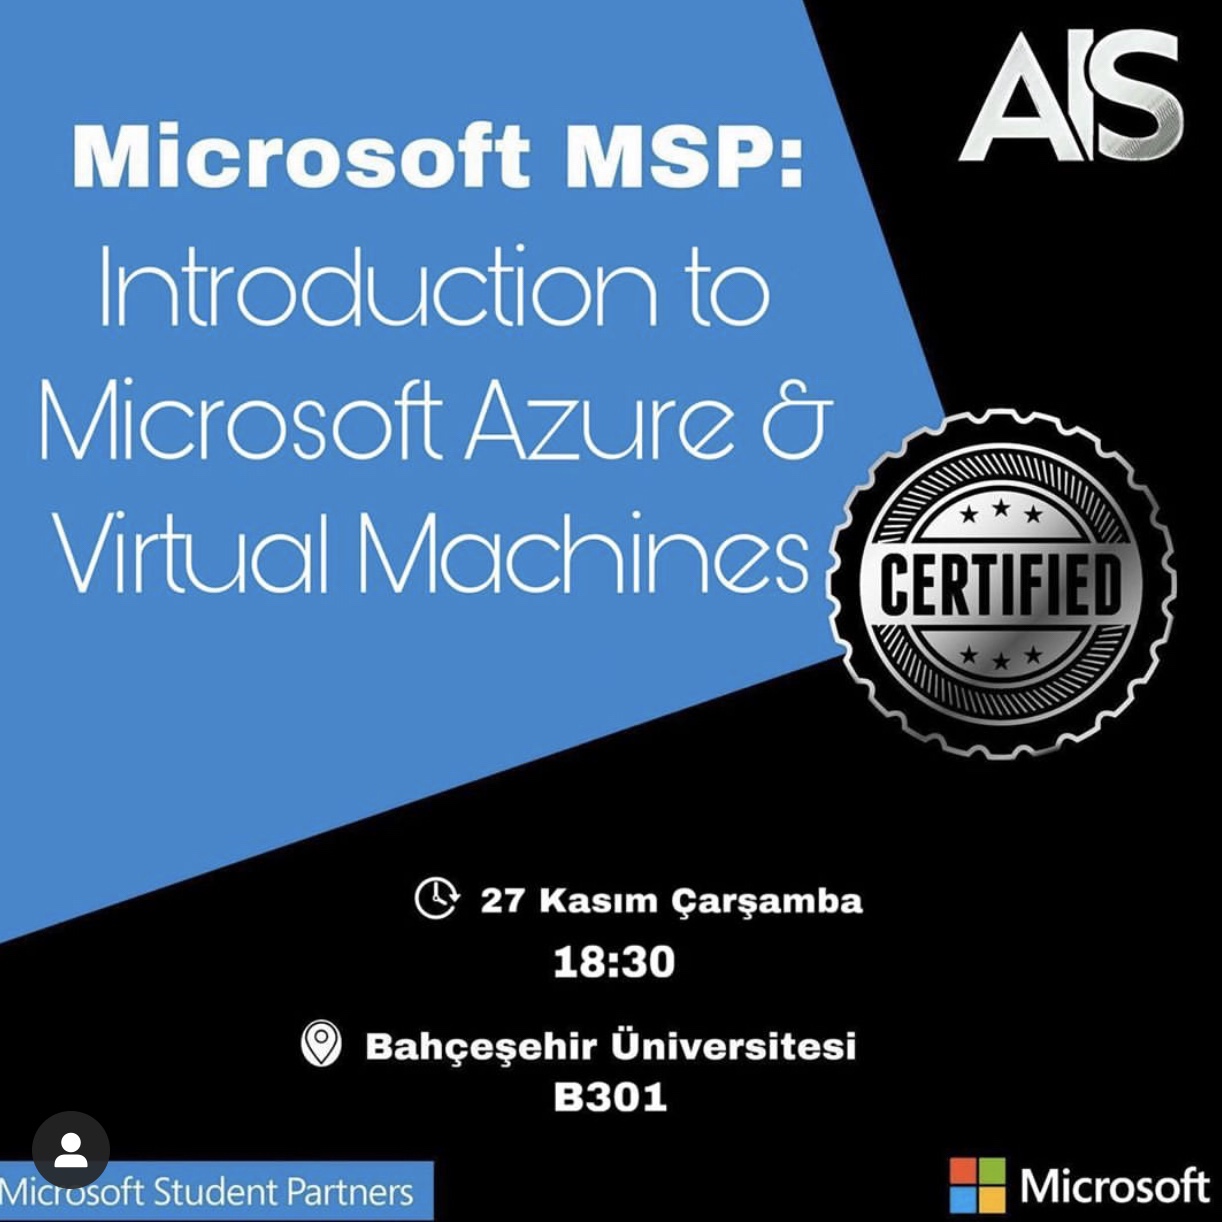 AIS
Microsoft MSP:
Introduction to
Microsoft Azure &
Virtual Machines
CERTIFIED
27 Kasım Çarşamba
18:30
Bahçeşehir Üniversitesi
B301
Microsoft Student Partners
Microsoft